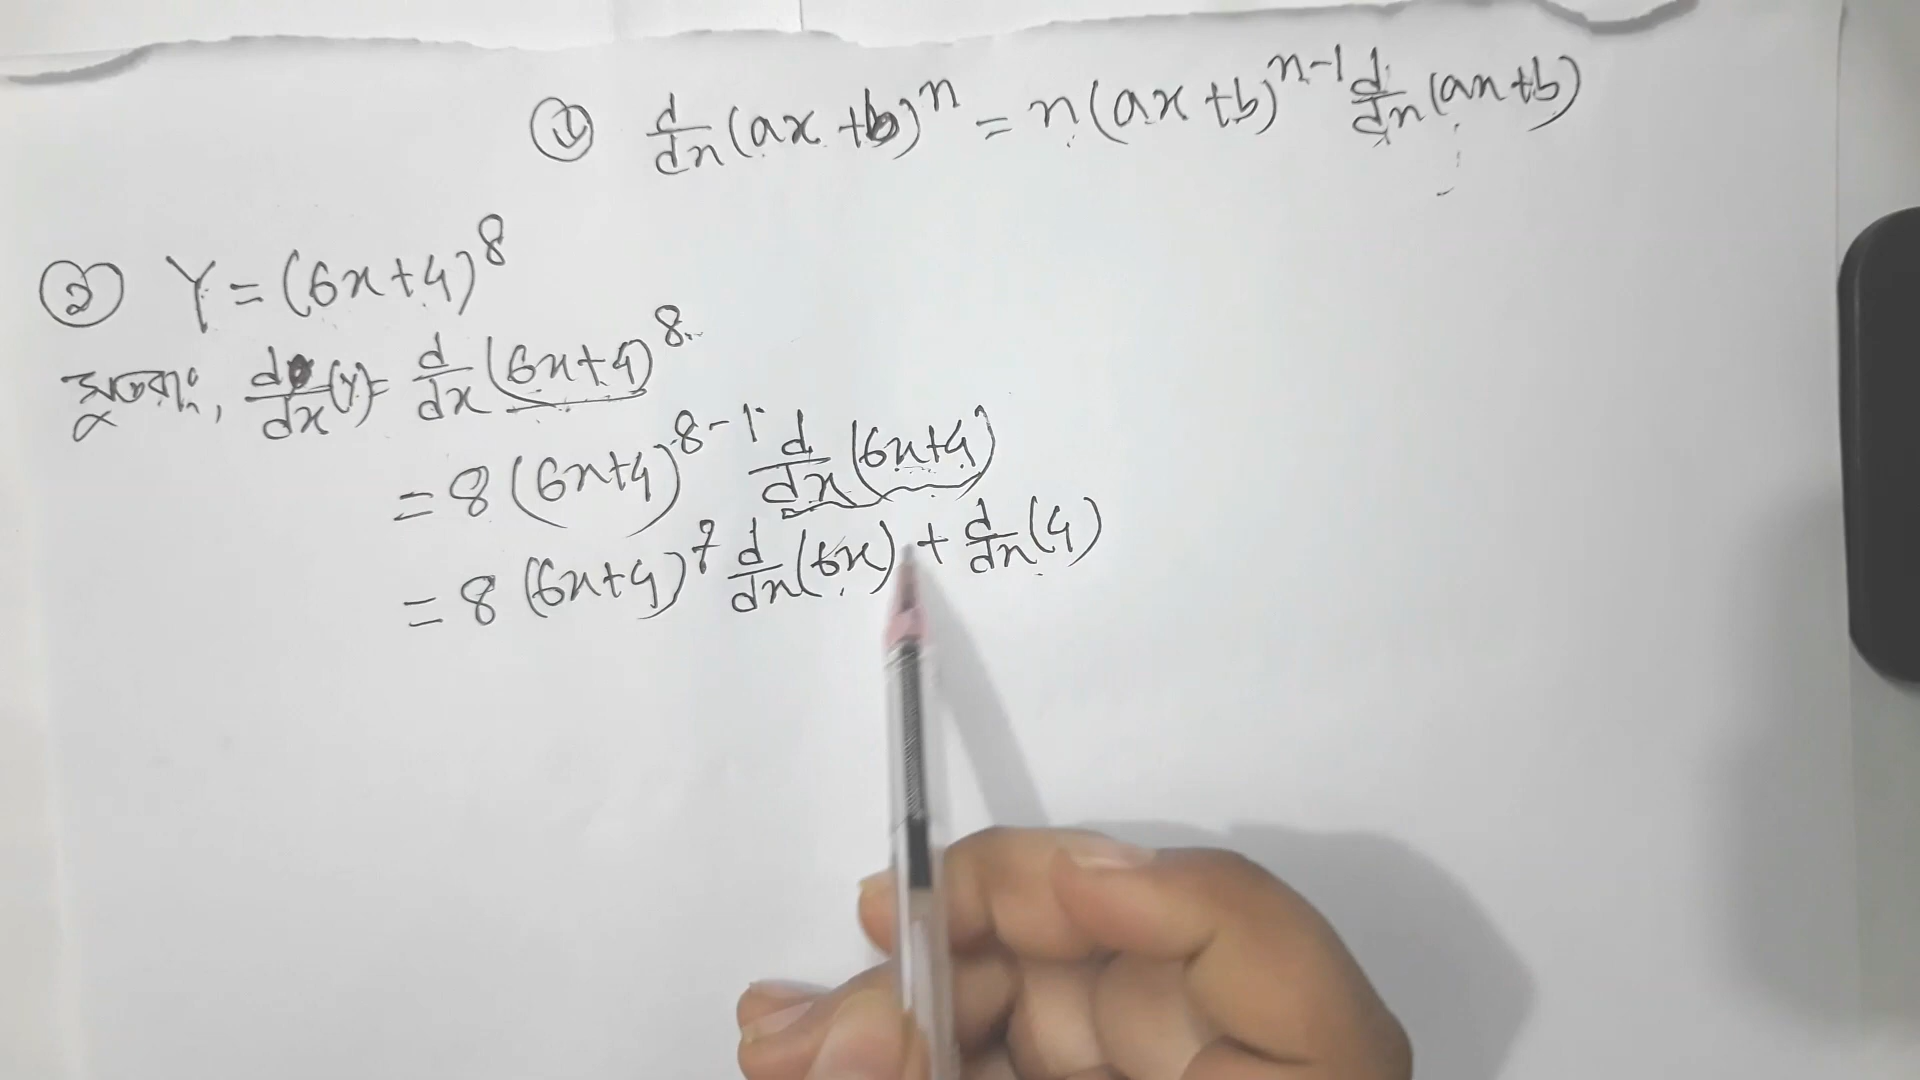 ① d/dx (ax+b)^n = n(ax+b)^n-1 d/dx (ax+b)
② Y = (6x+4)^8
সুতরাং, d/dx (Y) = d/dx (6x+4)^8
= 8 (6x+4)^8-1 d/dx (6x+4)
= 8 (6x+4)^7 d/dx (6x) + d/dx (4)